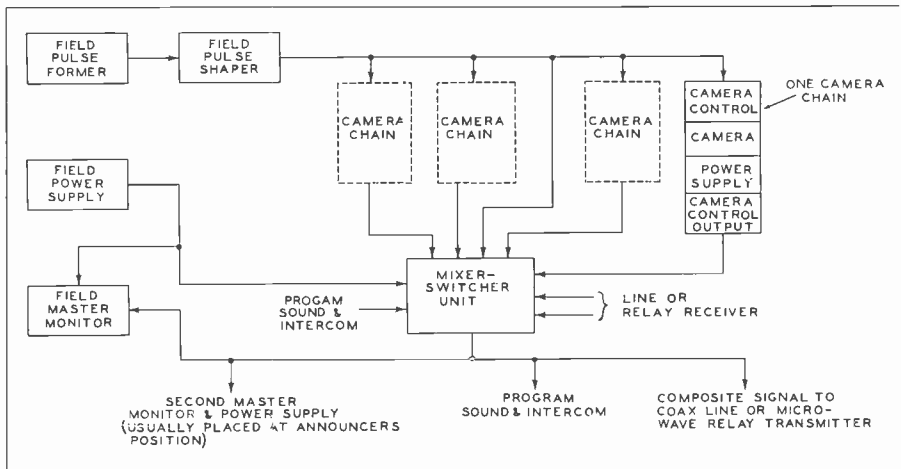 FIELD
PULSE
FORMER
FIELD
PULSE
SHAPER
CAMERA
CHAIN
CAMERA
CHAIN
CAMERA
CHAIN
CAMERA
CONTROL
CAMERA
POWER
SUPPLY
CAMERA
CONTROL
OUTPUT
ONE CAMERA
CHAIN
FIELD
POWER
SUPPLY
FIELD
MASTER
MONITOR
PROGAM
SOUND &
INTERCOM
MIXER-
SWITCHER
UNIT
LINE OR
RELAY RECEIVER
SECOND MASTER
MONITOR & POWER SUPPLY
(USUALLY PLACED AT ANNOUNCERS
POSITION)
PROGRAM
SOUND & INTERCOM
COMPOSITE SIGNAL TO
COAX LINE OR MICRO-
WAVE RELAY TRANSMITTER